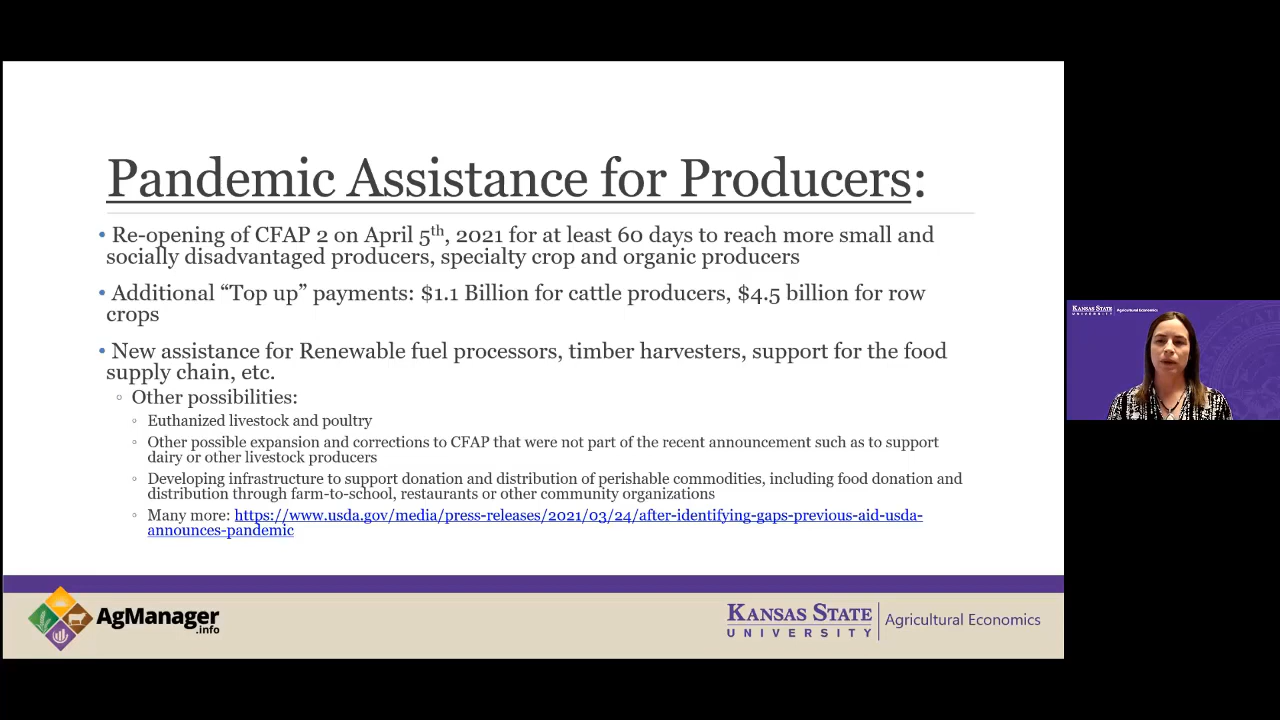 Pandemic Assistance for Producers:
• Re-opening of CFAP 2 on April 5th, 2021 for at least 60 days to reach more small and
socially disadvantaged producers, specialty crop and organic producers
• Additional “Top up” payments: $1.1 Billion for cattle producers, $4.5 billion for row
crops
• New assistance for Renewable fuel processors, timber harvesters, support for the food
supply chain, etc.
◦ Other possibilities:
◦ Euthanized livestock and poultry
◦ Other possible expansion and corrections to CFAP that were not part of the recent announcement such as to support
dairy or other livestock producers
◦ Developing infrastructure to support donation and distribution of perishable commodities, including food donation and
distribution through farm-to-school, restaurants or other community organizations
◦ Many more: https://www.usda.gov/media/press-releases/2021/03/24/after-identifying-gaps-previous-aid-usda-
announces-pandemic
KANSAS STATE
UNIVERSITY
Agricultural Economics
AgManager
.info
KANSAS STATE
UNIVERSITY
Agricultural Economics